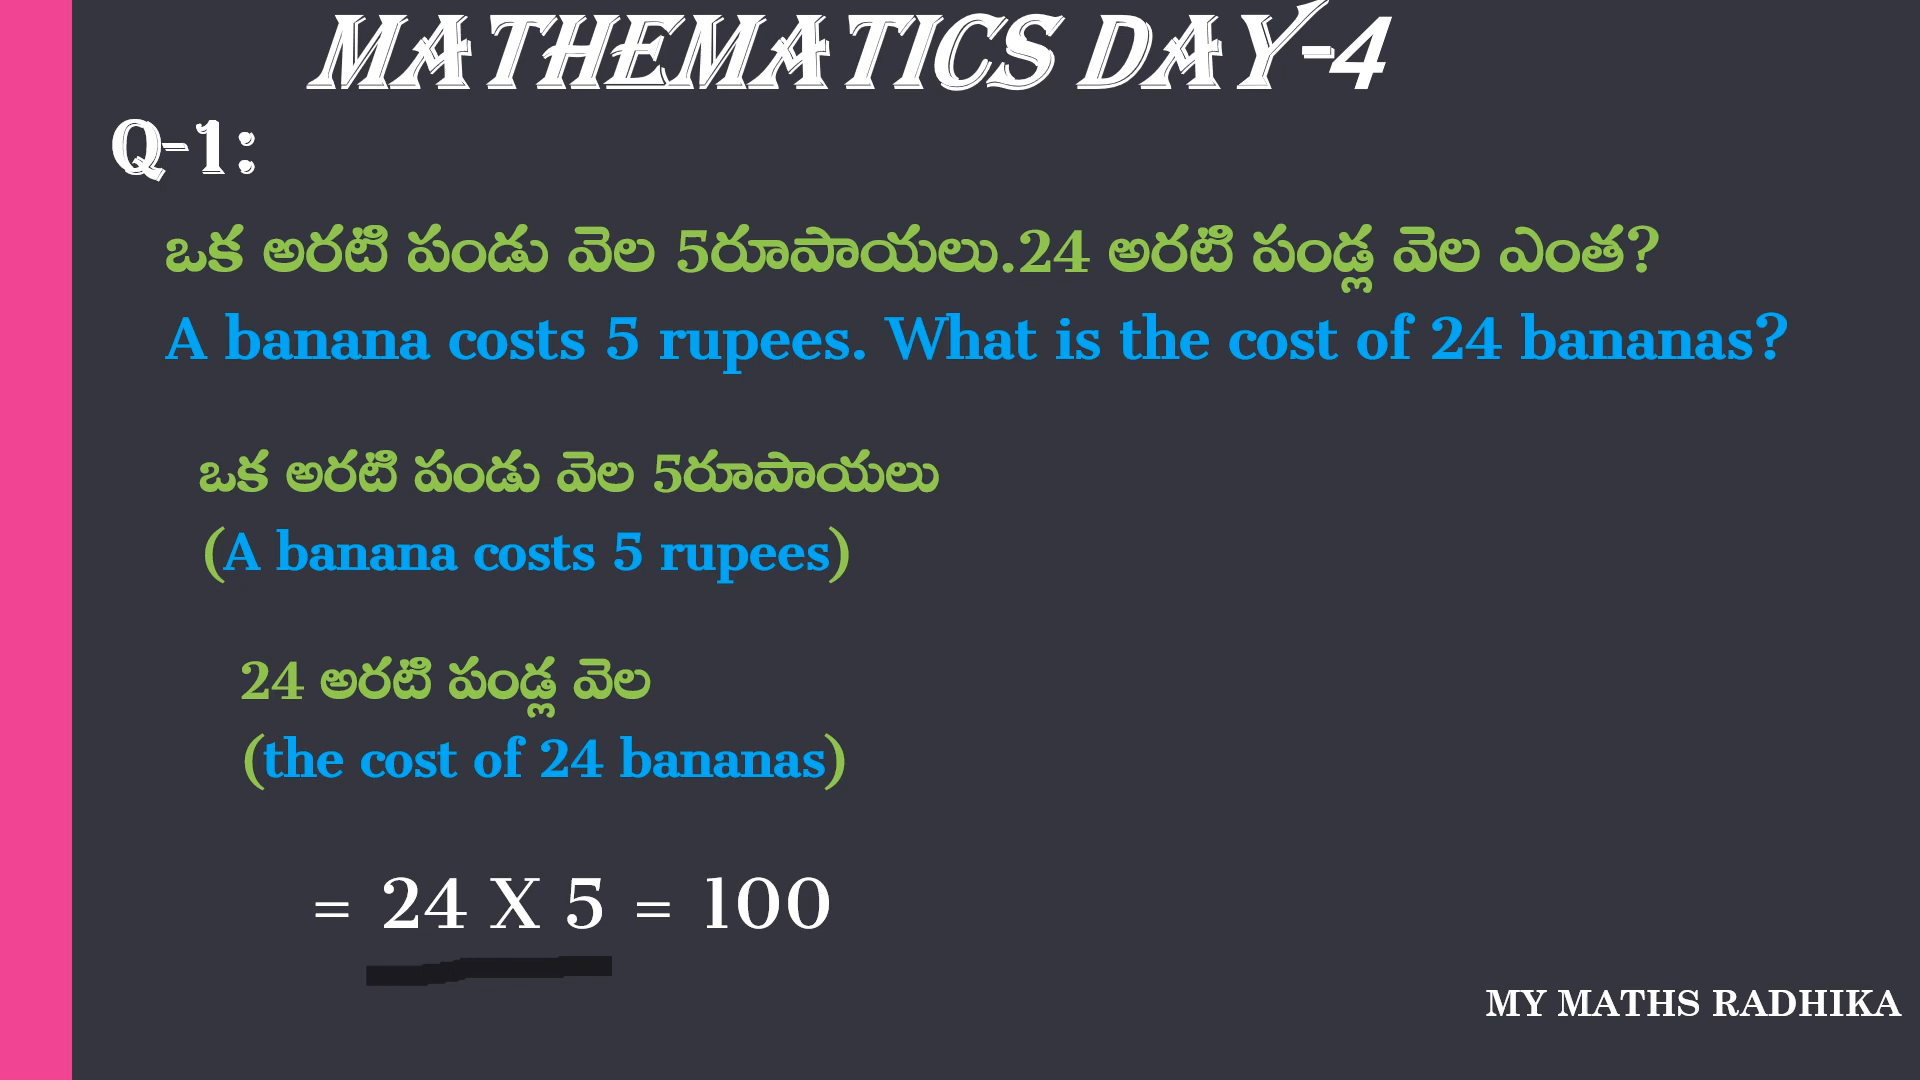 MATHEMATICS DAY-4
Q-1:
ఒక అరటి పండు వెల 5రూపాయలు.24 అరటి పండ్ల వెల ఎంత?
A banana costs 5 rupees. What is the cost of 24 bananas?
ఒక అరటి పండు వెల 5రూపాయలు
(A banana costs 5 rupees)
24 అరటి పండ్ల వెల
(the cost of 24 bananas)
= 24 X 5 = 100
MY MATHS RADHIKA